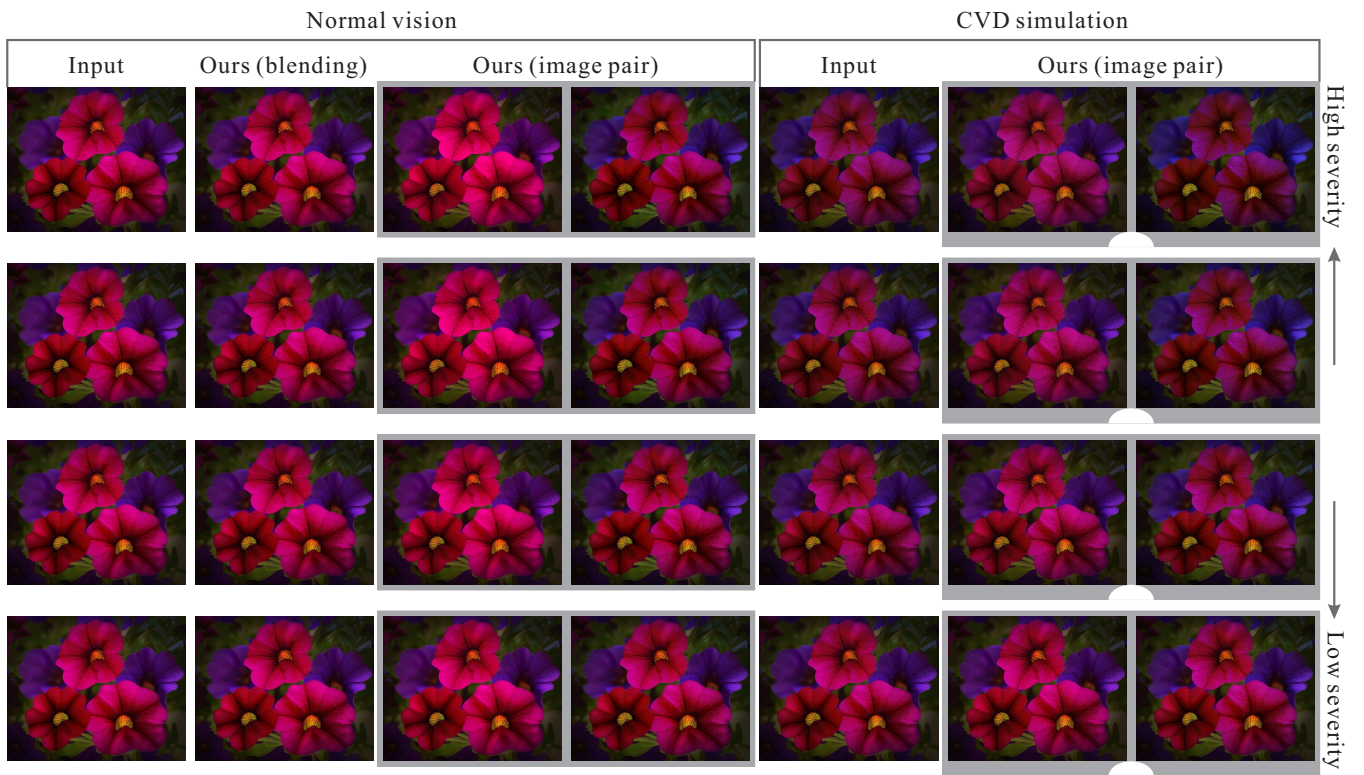 Normal vision
CVD simulation
Input
Ours (blending)
Ours (image pair)
Input
Ours (image pair)
High severity
Low severity